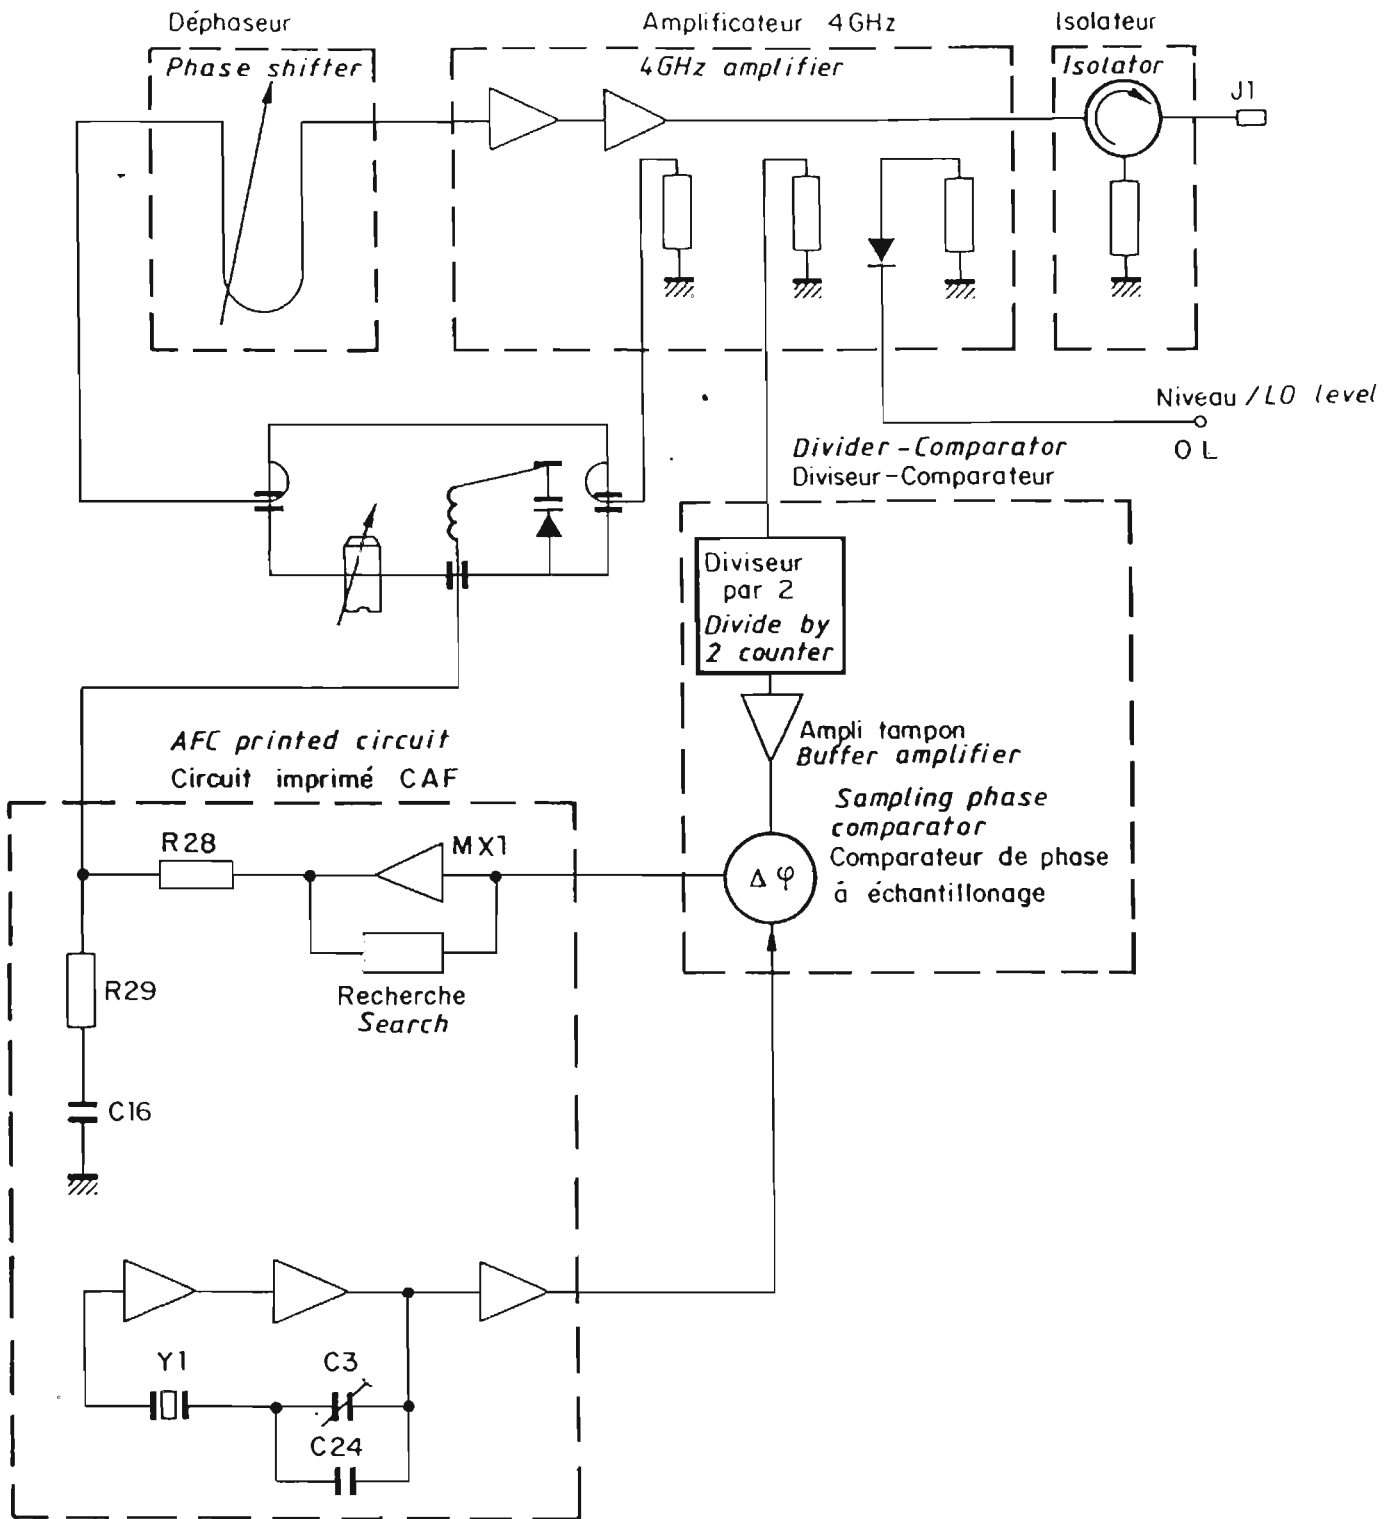 Déphaseur
Phase shifter
Amplificateur 4GHz
4GHz amplifier
Isolateur
Isolator
J1
Niveau / LO level
OL
Divider-Comparator
Diviseur-Comparateur
Diviseur
par 2
Divide by
2 counter
Ampli tampon
Buffer amplifier
Sampling phase
comparator
Comparateur de phase
à échantillonage
Δφ
AFC printed circuit
Circuit imprimé CAF
R28
MX1
Recherche
Search
R29
C16
Y1
C3
C24